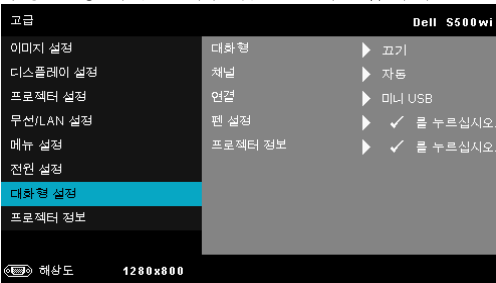 고급 Dell S500wi
이미지 설정 대화형 끄기
디스플레이 설정 채널 자동
프로젝터 설정 연결 미니 USB
무선/LAN 설정 펜 설정 ✓ 를 누르십시오.
메뉴 설정 프로젝터 정보 ✓ 를 누르십시오.
전원 설정
대화형 설정
프로젝터 정보
해상도 1280x800